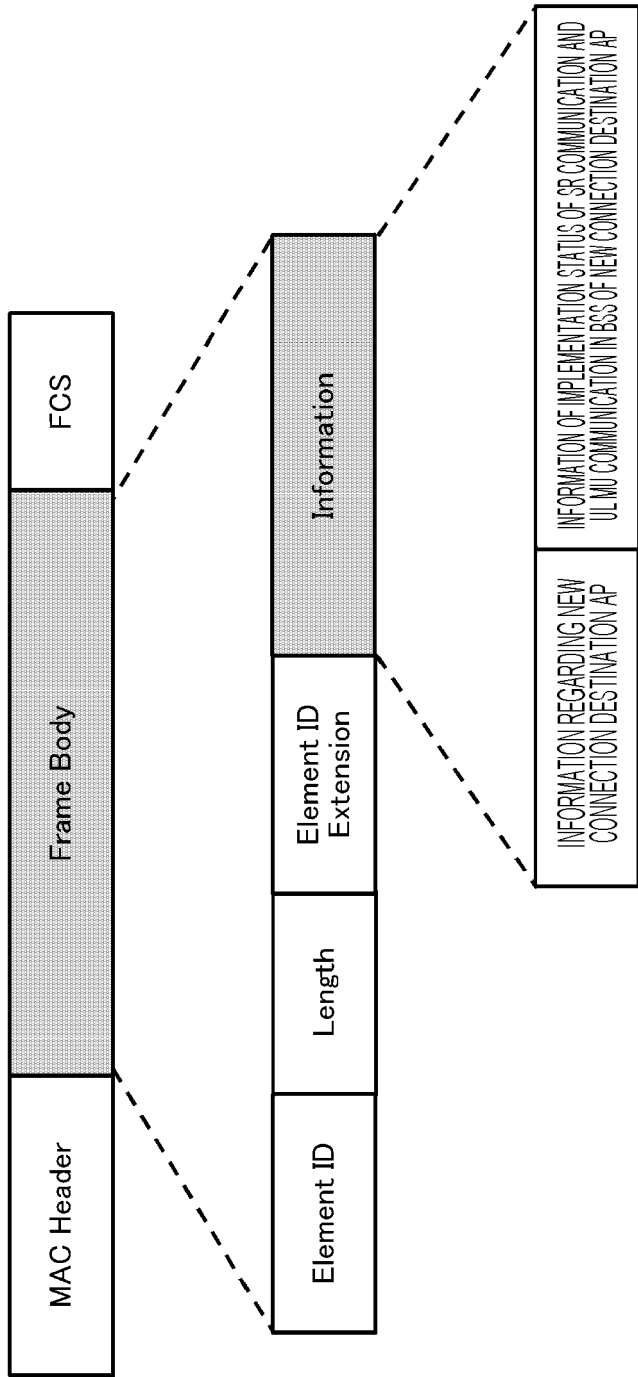 MAC Header
Frame Body
FCS
Element ID
Length
Element ID
Extension
Information
INFORMATION REGARDING NEW
CONNECTION DESTINATION AP
INFORMATION OF IMPLEMENTATION STATUS OF SR COMMUNICATION AND
UL MU COMMUNICATION IN BSS OF NEW CONNECTION DESTINATION AP